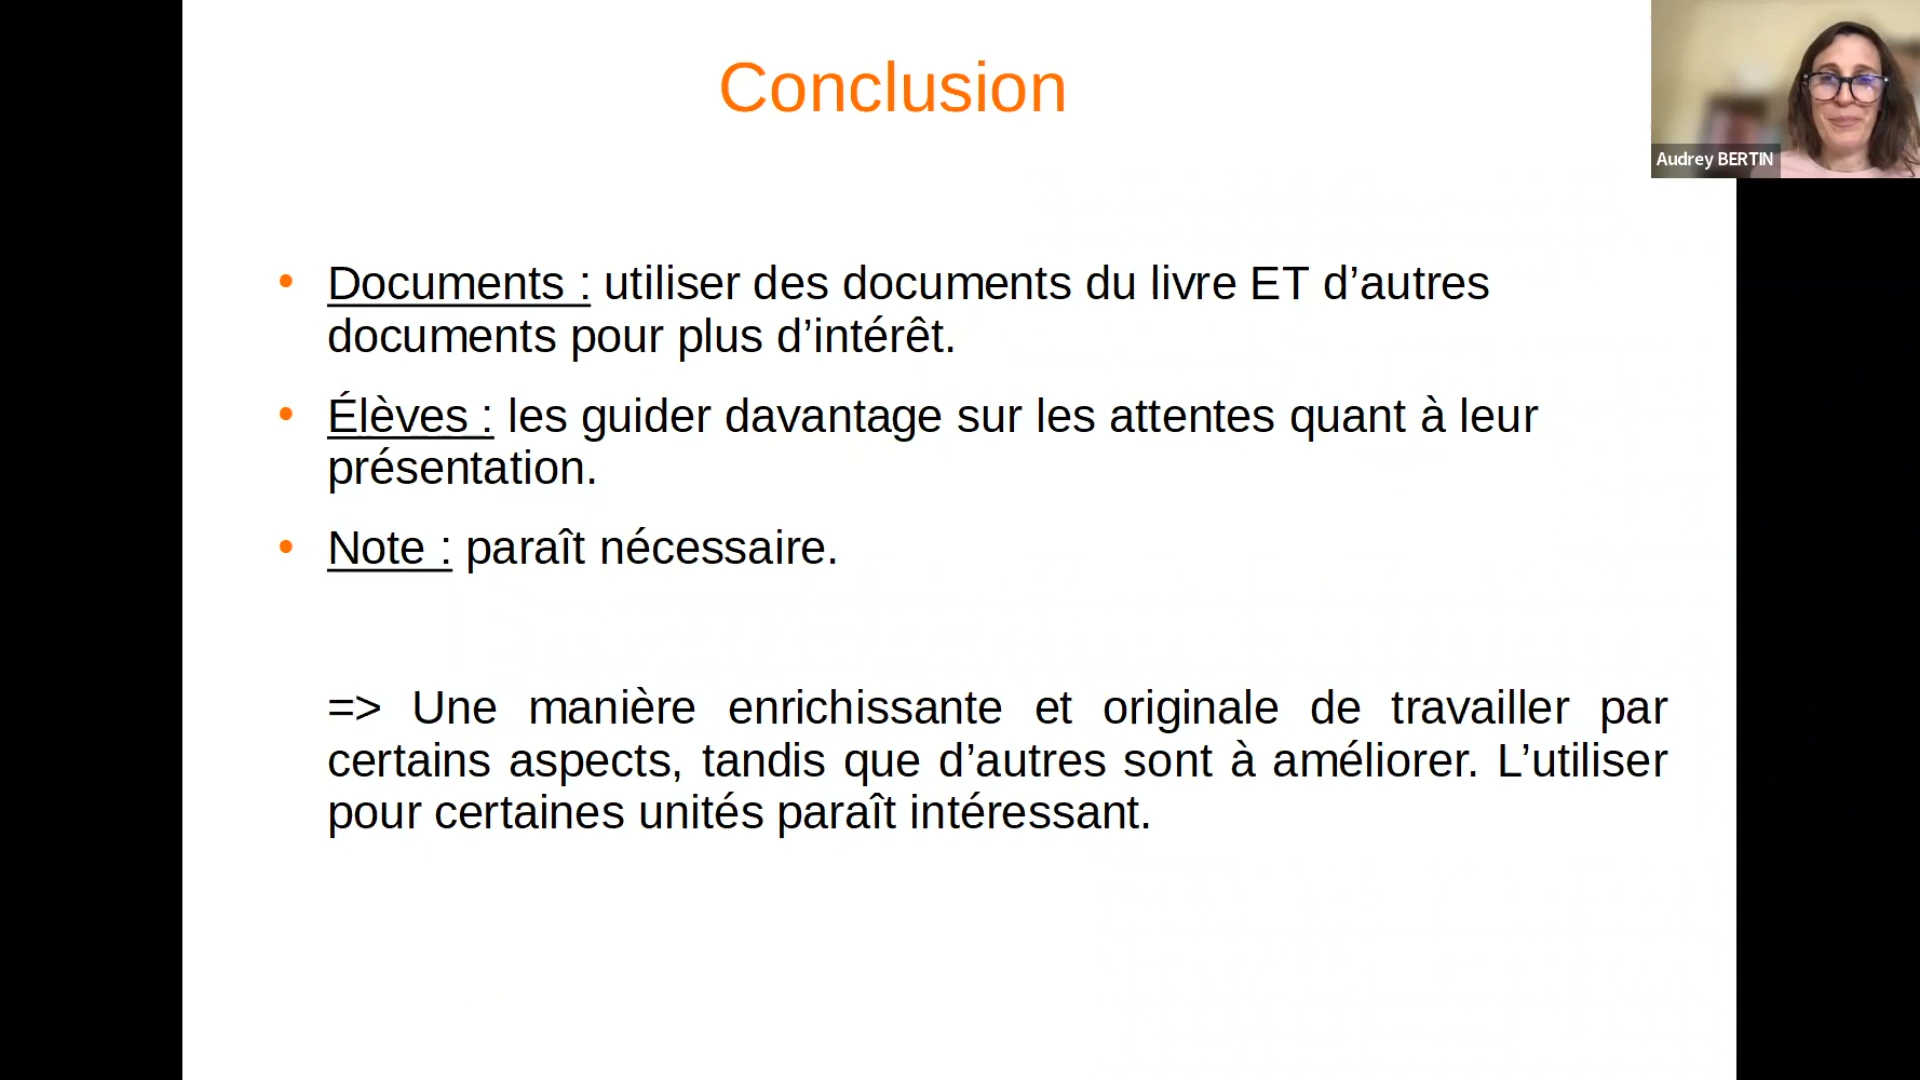 Conclusion
Audrey BERTIN
• Documents : utiliser des documents du livre ET d’autres
documents pour plus d’intérêt.
• Élèves : les guider davantage sur les attentes quant à leur
présentation.
• Note : paraît nécessaire.
=> Une manière enrichissante et originale de travailler par
certains aspects, tandis que d’autres sont à améliorer. L’utiliser
pour certaines unités paraît intéressant.